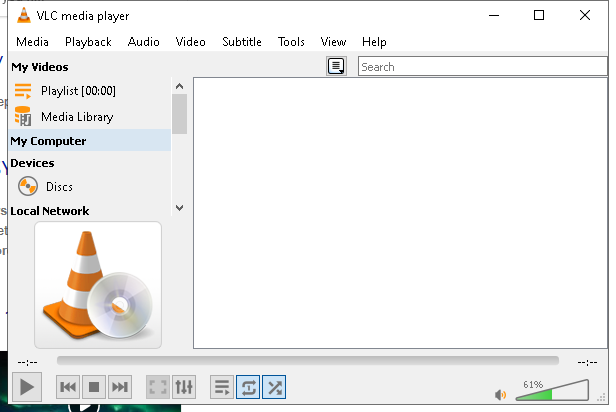 VLC media player
Media Playback Audio Video Subtitle Tools View Help
My Videos
Search
Playlist [00:00]
Media Library
My Computer
Devices
Discs
Local Network
--:-- --:--
61%